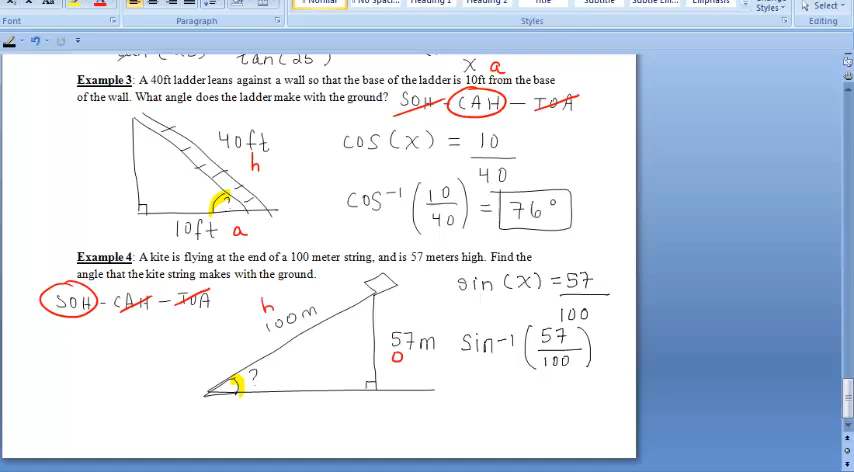 Normal
Heading 1
Heading 2
Title
Subtitle
Emphasis
Change
Styles
Select
Font
Paragraph
Styles
Editing
tan(25)
x a
Example 3: A 40ft ladder leans against a wall so that the base of the ladder is 10ft from the base
of the wall. What angle does the ladder make with the ground?
SOH - CAH - TOA
40ft
h
?
10ft a
cos(x) = 10
40
cos-1 (10/40) = 76°
Example 4: A kite is flying at the end of a 100 meter string, and is 57 meters high. Find the
angle that the kite string makes with the ground.
SOH - CAH - TOA
h
100m
57m
O
?
sin(x) = 57
100
sin-1 (57/100)